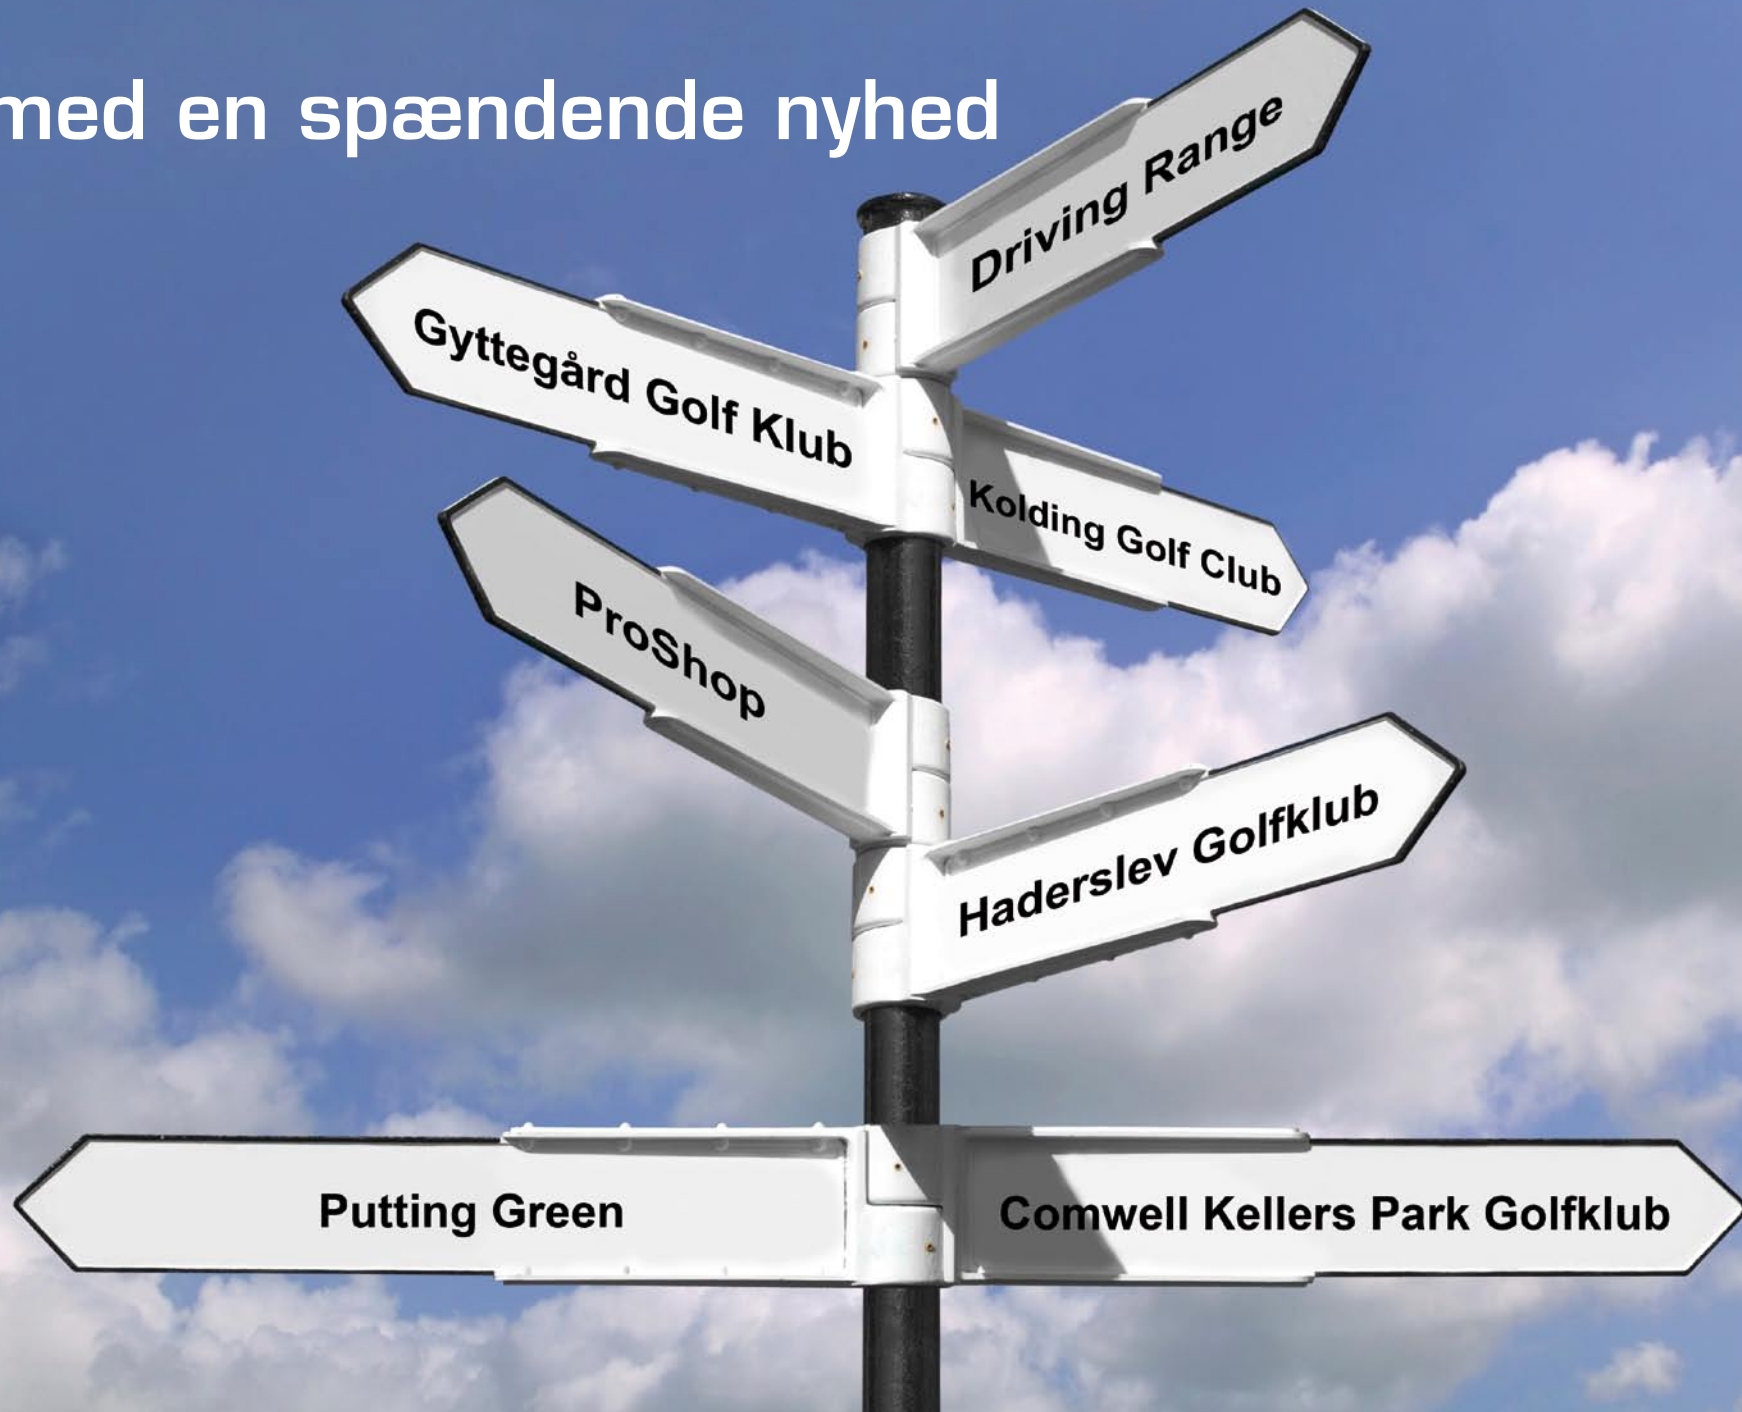 med en spændende nyhed
Driving Range
Gyttegård Golf Klub
Kolding Golf Club
ProShop
Haderslev Golfklub
Putting Green
Comwell Kellers Park Golfklub